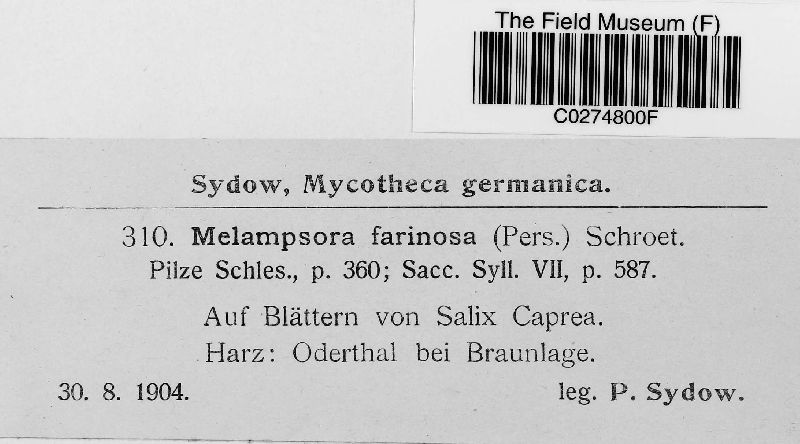 The Field Museum (F)
C0274800F
Sydow, Mycotheca germanica.
310. Melampsora farinosa (Pers.) Schroet.
Pilze Schles., p. 360; Sacc. Syll. VII, p. 587.
Auf Blättern von Salix Caprea.
Harz: Oderthal bei Braunlage.
30. 8. 1904. leg. P. Sydow.